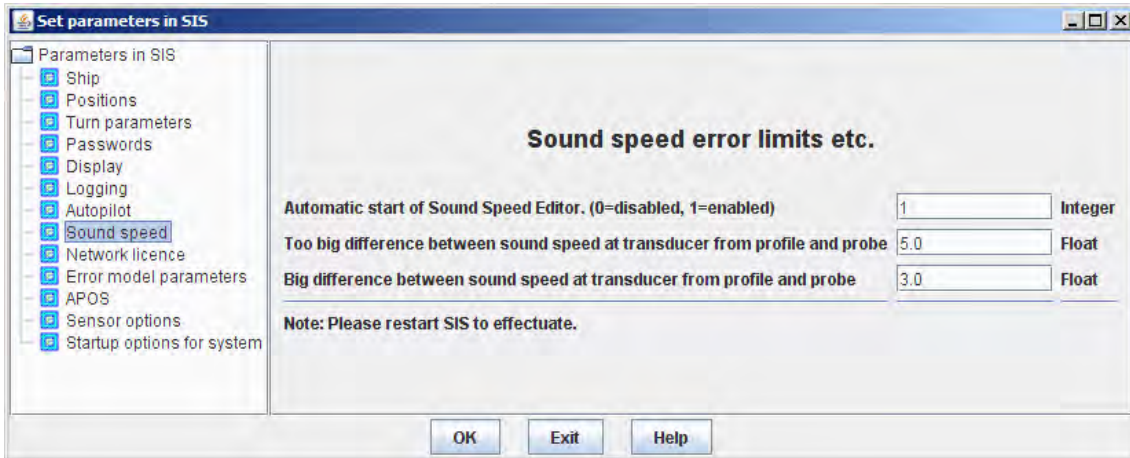 Set parameters in SIS
Parameters in SIS
Ship
Positions
Turn parameters
Passwords
Display
Logging
Autopilot
Sound speed
Network licence
Error model parameters
APOS
Sensor options
Startup options for system
Sound speed error limits etc.
Automatic start of Sound Speed Editor. (0=disabled, 1=enabled) 1 Integer
Too big difference between sound speed at transducer from profile and probe 5.0 Float
Big difference between sound speed at transducer from profile and probe 3.0 Float
Note: Please restart SIS to effectuate.
OK Exit Help